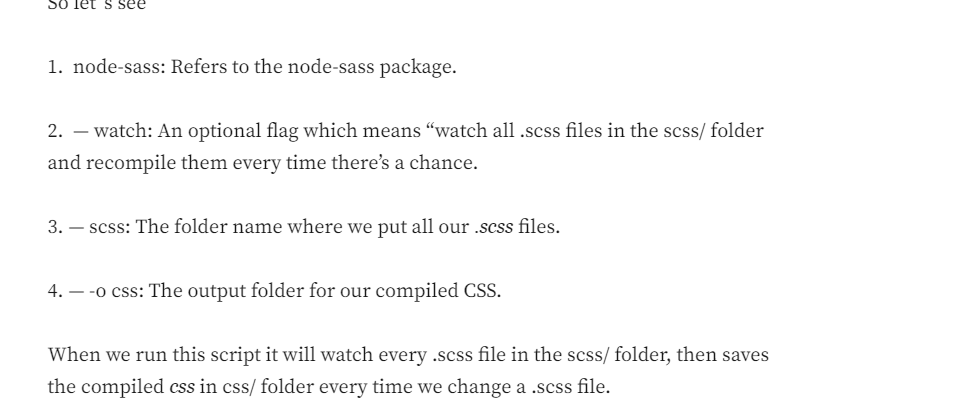 So let's see
1. node-sass: Refers to the node-sass package.
2. — watch: An optional flag which means “watch all .scss files in the scss/ folder
and recompile them every time there’s a chance.
3. — scss: The folder name where we put all our .scss files.
4. — -o css: The output folder for our compiled CSS.
When we run this script it will watch every .scss file in the scss/ folder, then saves
the compiled css in css/ folder every time we change a .scss file.